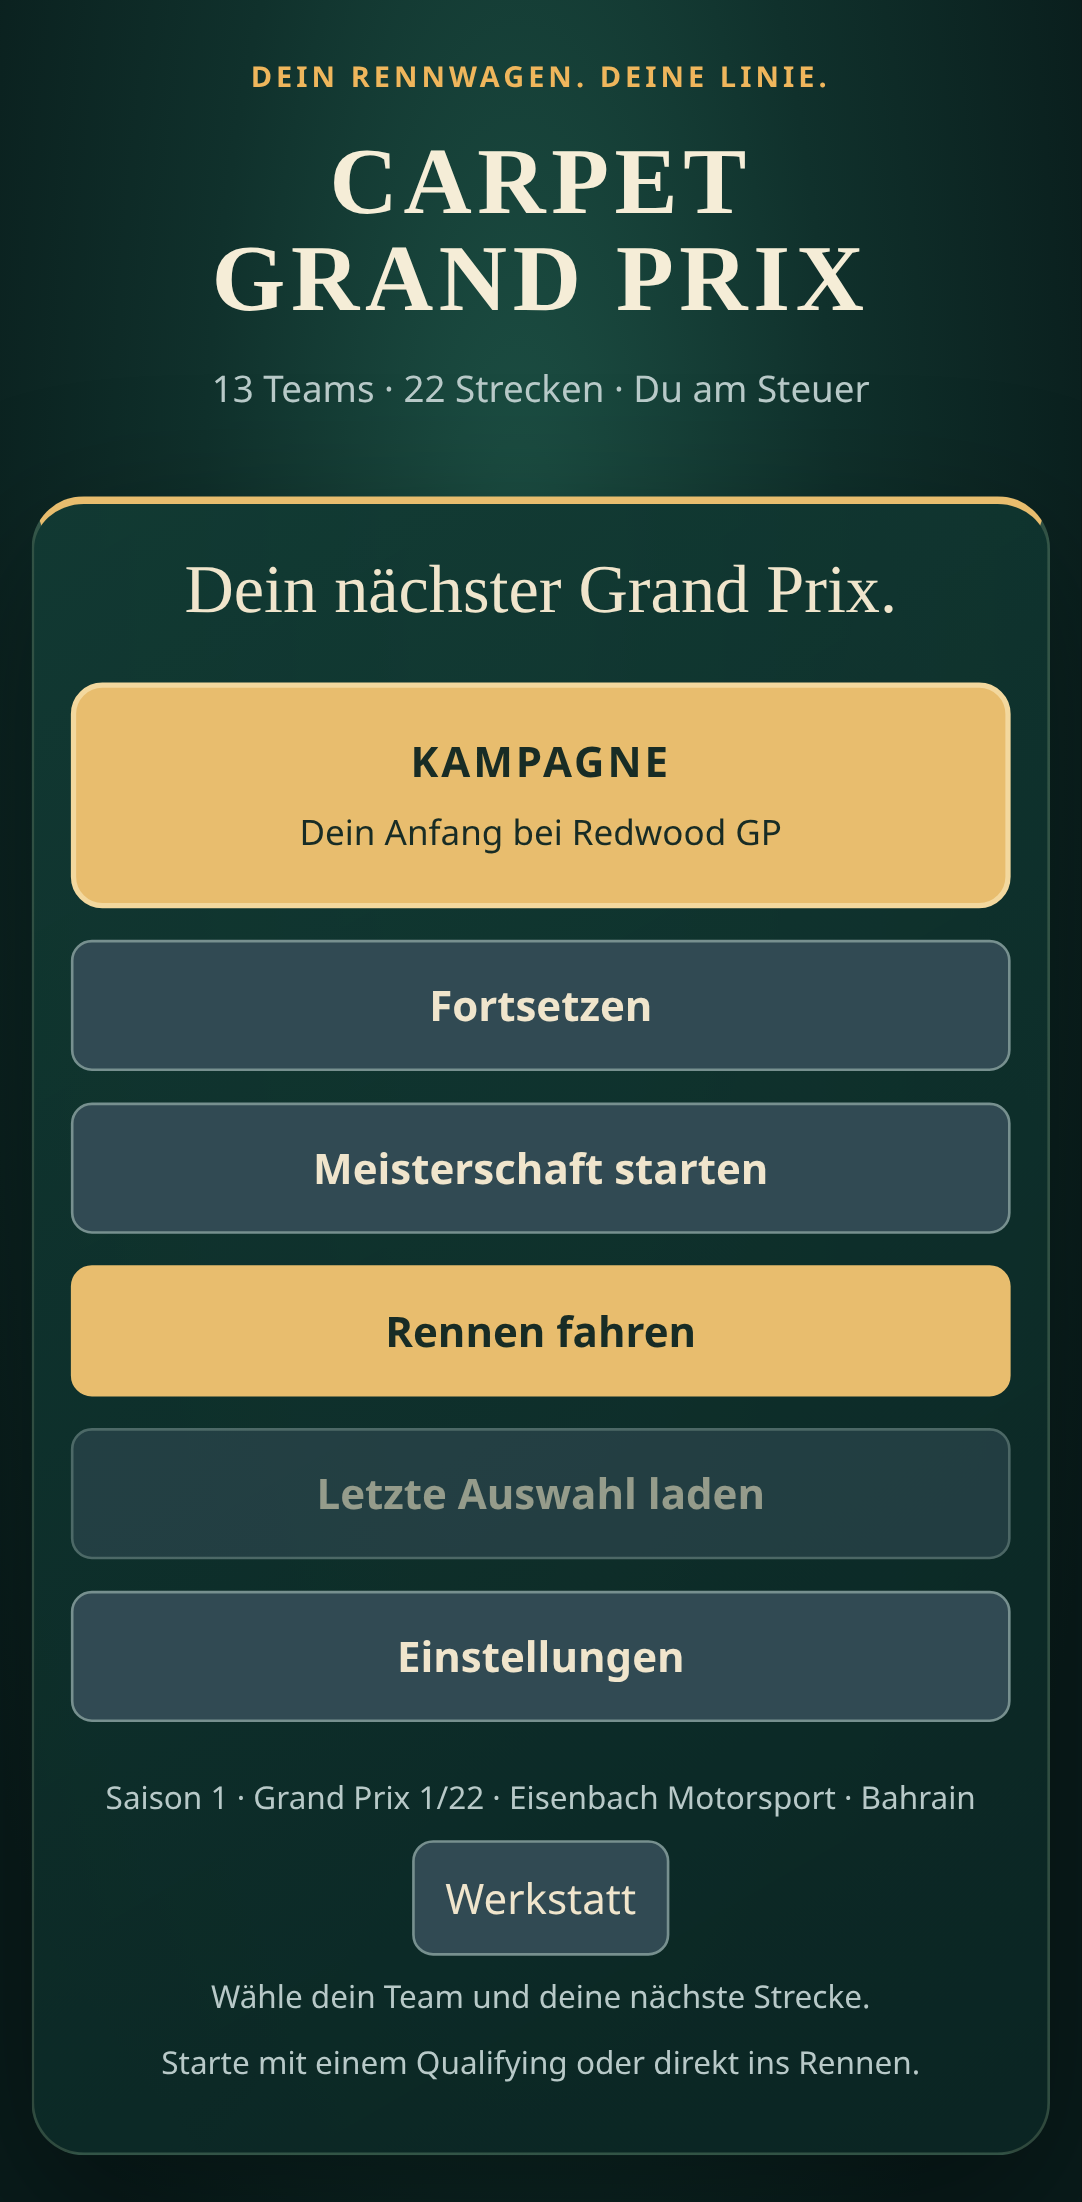 DEIN RENNWAGEN. DEINE LINIE.
CARPET
GRAND PRIX
13 Teams · 22 Strecken · Du am Steuer
Dein nächster Grand Prix.
KAMPAGNE
Dein Anfang bei Redwood GP
Fortsetzen
Meisterschaft starten
Rennen fahren
Letzte Auswahl laden
Einstellungen
Saison 1 · Grand Prix 1/22 · Eisenbach Motorsport · Bahrain
Werkstatt
Wähle dein Team und deine nächste Strecke.
Starte mit einem Qualifying oder direkt ins Rennen.